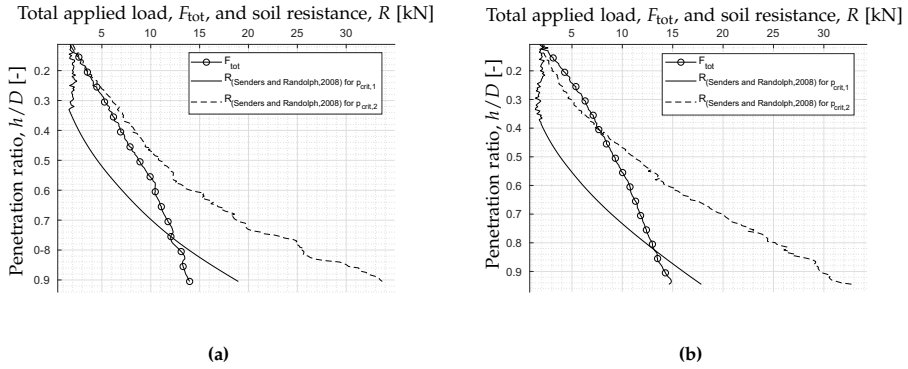 Total applied load, F_tot, and soil resistance, R [kN]
5 10 15 20 25 30
Penetration ratio, h/D [-]
0.2
0.3
0.4
0.5
0.6
0.7
0.8
0.9
F_tot
R_(Senders and Randolph,2008) for p_crit,1
R_(Senders and Randolph,2008) for p_crit,2
(a)
Total applied load, F_tot, and soil resistance, R [kN]
5 10 15 20 25 30
Penetration ratio, h/D [-]
0.2
0.3
0.4
0.5
0.6
0.7
0.8
0.9
F_tot
R_(Senders and Randolph,2008) for p_crit,1
R_(Senders and Randolph,2008) for p_crit,2
(b)